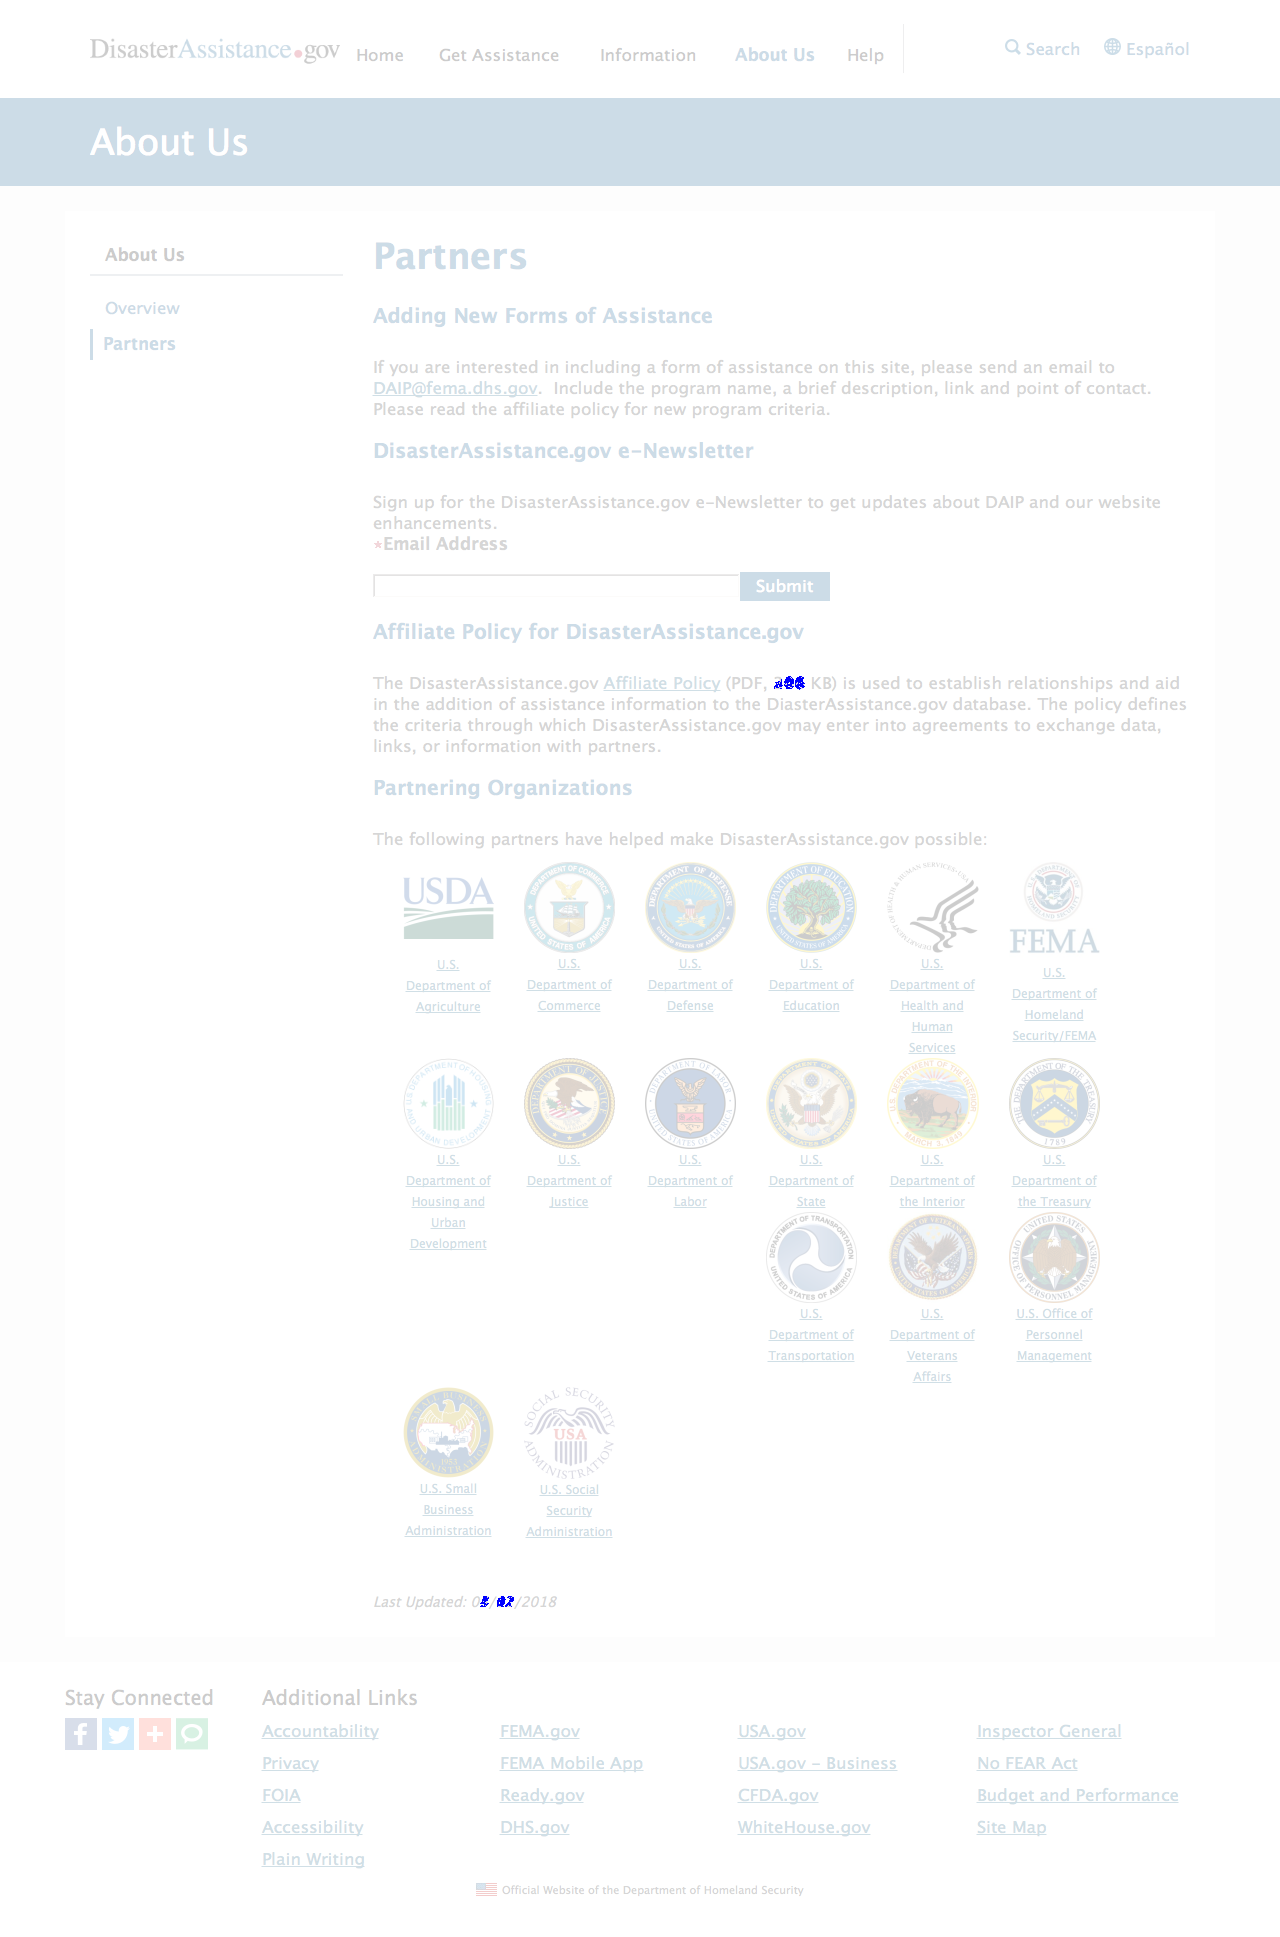 DisasterAssistance.gov
Home Get Assistance Information About Us Help
Search Español
About Us
About Us
Overview
Partners
Partners
Adding New Forms of Assistance
If you are interested in including a form of assistance on this site, please send an email to
DAIP@fema.dhs.gov. Include the program name, a brief description, link and point of contact.
Please read the affiliate policy for new program criteria.
DisasterAssistance.gov e-Newsletter
Sign up for the DisasterAssistance.gov e-Newsletter to get updates about DAIP and our website
enhancements.
*Email Address
Submit
Affiliate Policy for DisasterAssistance.gov
The DisasterAssistance.gov Affiliate Policy (PDF, KB) is used to establish relationships and aid
in the addition of assistance information to the DiasterAssistance.gov database. The policy defines
the criteria through which DisasterAssistance.gov may enter into agreements to exchange data,
links, or information with partners.
Partnering Organizations
The following partners have helped make DisasterAssistance.gov possible:
USDA
FEMA
U.S.
Department of
Agriculture
U.S.
Department of
Commerce
U.S.
Department of
Defense
U.S.
Department of
Education
U.S.
Department of
Health and
Human
Services
U.S.
Department of
Homeland
Security/FEMA
U.S.
Department of
Housing and
Urban
Development
U.S.
Department of
Justice
U.S.
Department of
Labor
U.S.
Department of
State
U.S.
Department of
the Interior
U.S.
Department of
the Treasury
U.S.
Department of
Transportation
U.S.
Department of
Veterans
Affairs
U.S. Office of
Personnel
Management
SOCIAL SECURITY
USA
ADMINISTRATION
U.S. Small
Business
Administration
U.S. Social
Security
Administration
Last Updated: /2018
Stay Connected
Additional Links
Accountability FEMA.gov USA.gov Inspector General
Privacy FEMA Mobile App USA.gov - Business No FEAR Act
FOIA Ready.gov CFDA.gov Budget and Performance
Accessibility DHS.gov WhiteHouse.gov Site Map
Plain Writing
Official Website of the Department of Homeland Security